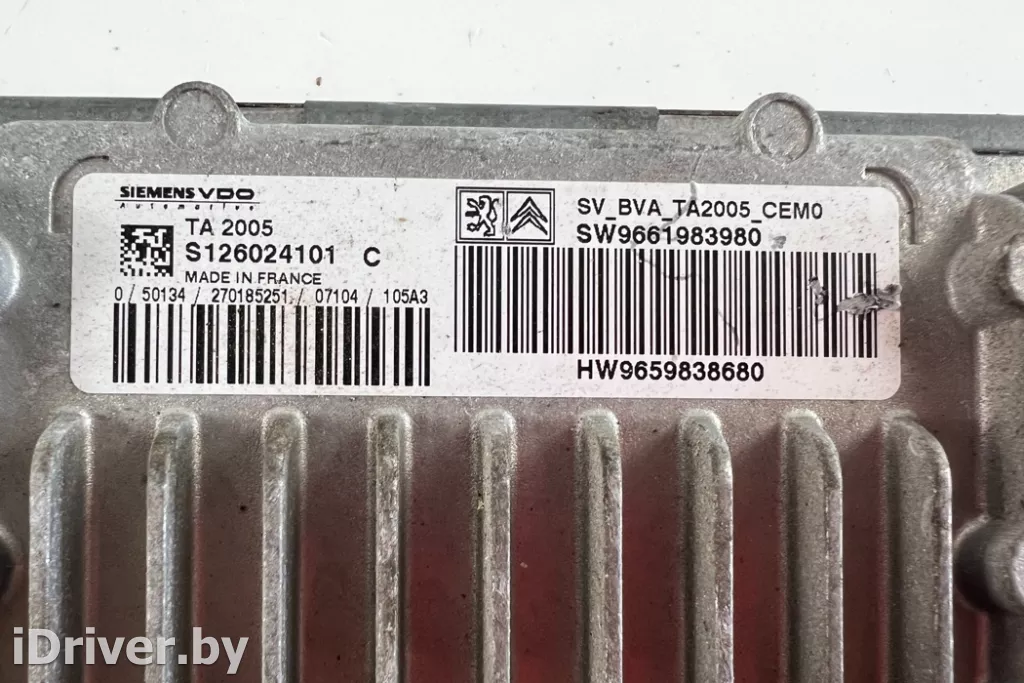 SIEMENS VDO
Automotive
TA 2005
S126024101 C
MADE IN FRANCE
0 / 50134 / 270185251 / 07104 / 105A3
SV_BVA_TA2005_CEM0
SW9661983980
HW9659838680
iDriver.by